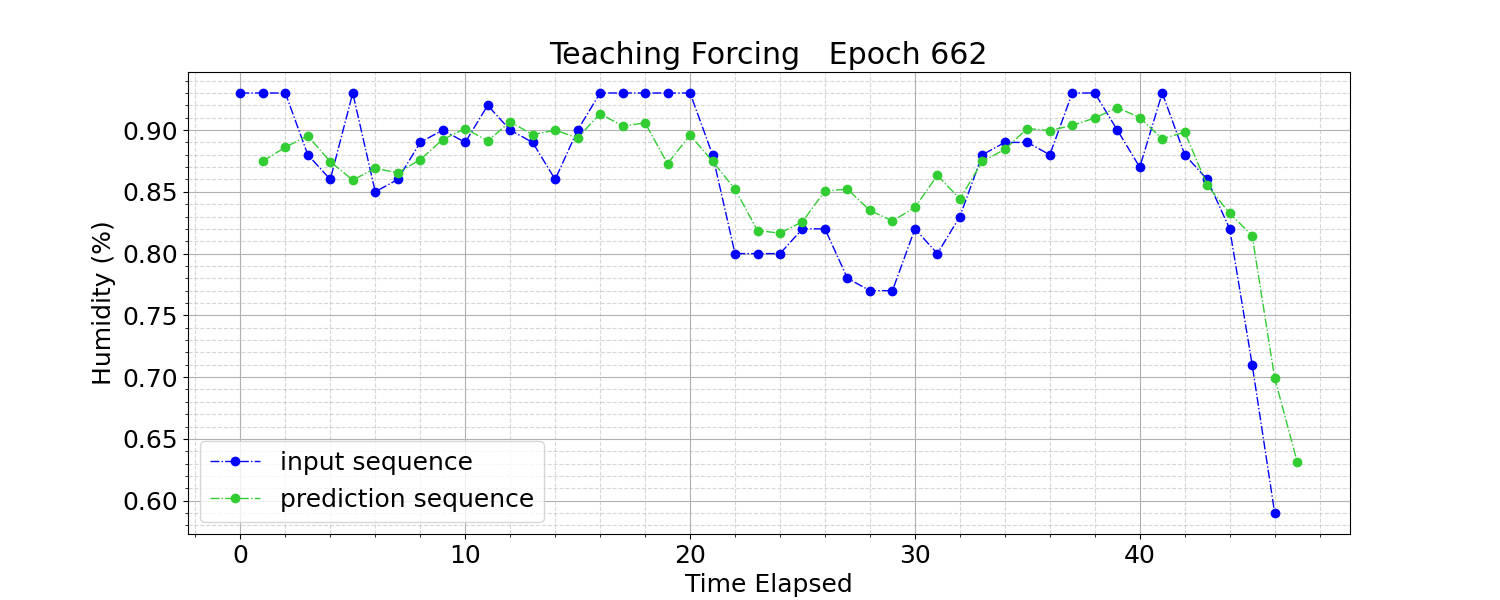 Teaching Forcing   Epoch 662
Humidity (%)
0.90
0.85
0.80
0.75
0.70
0.65
0.60
input sequence
prediction sequence
0 10 20 30 40
Time Elapsed